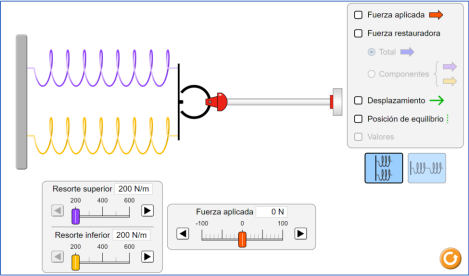 Fuerza aplicada
Fuerza restauradora
Total
Componentes
Desplazamiento
Posición de equilibrio
Valores
Resorte superior 200 N/m
200 400 600
Resorte inferior 200 N/m
200 400 600
Fuerza aplicada 0 N
-100 0 100